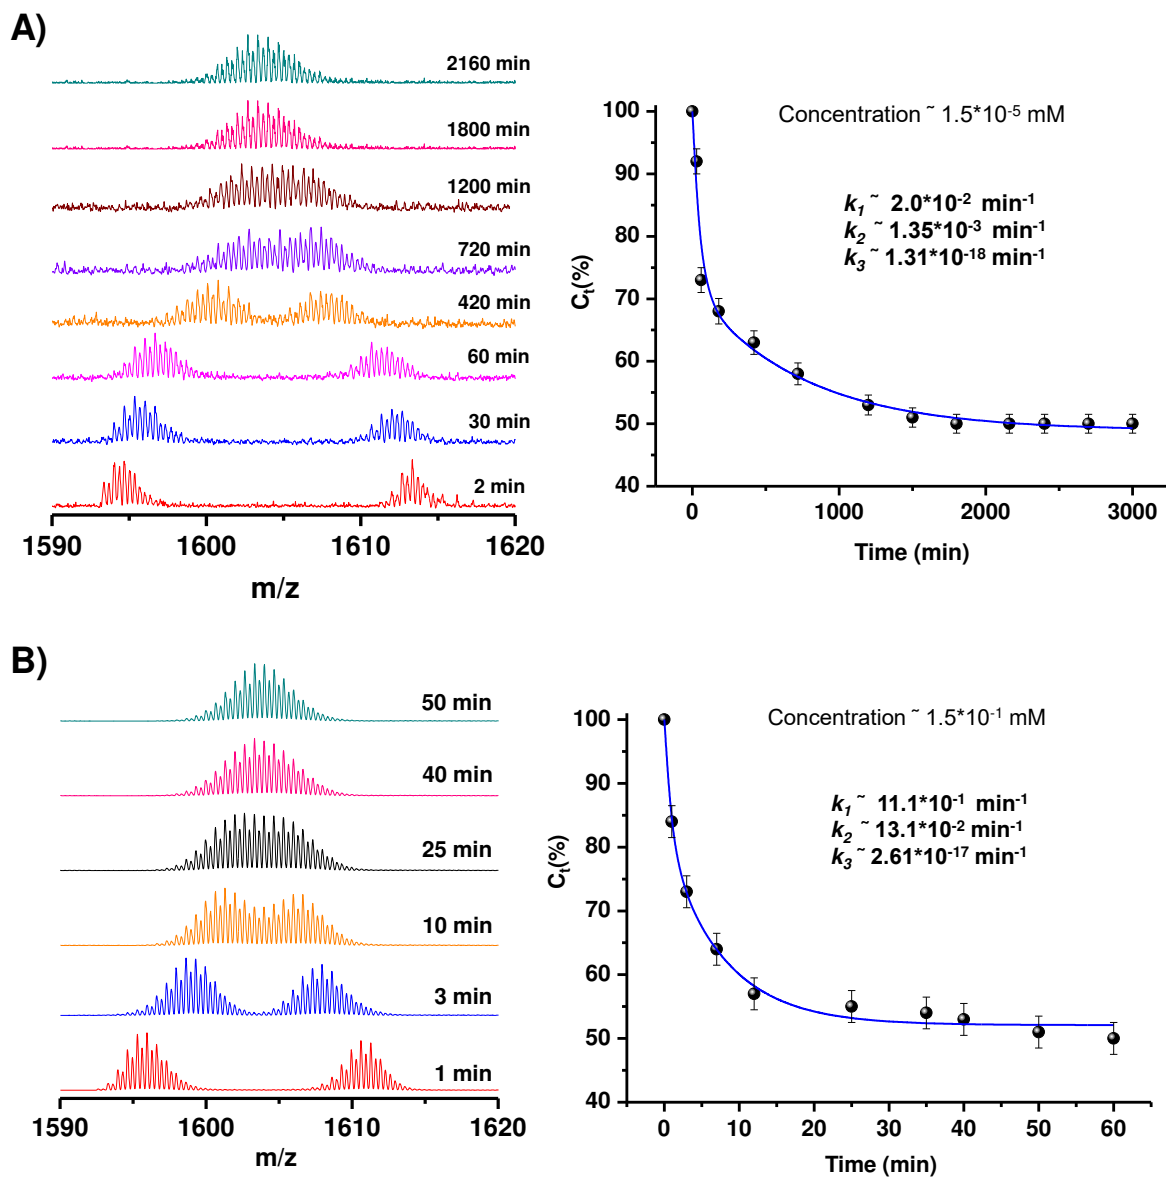 A)
2160 min
1800 min
1200 min
720 min
420 min
60 min
30 min
2 min
1590 1600 1610 1620
m/z
Concentration ~ 1.5*10-5 mM
k1 ~ 2.0*10-2 min-1
k2 ~ 1.35*10-3 min-1
k3 ~ 1.31*10-18 min-1
100
90
80
70
60
50
40
Ct(%)
0 1000 2000 3000
Time (min)
B)
50 min
40 min
25 min
10 min
3 min
1 min
1590 1600 1610 1620
m/z
Concentration ~ 1.5*10-1 mM
k1 ~ 11.1*10-1 min-1
k2 ~ 13.1*10-2 min-1
k3 ~ 2.61*10-17 min-1
100
90
80
70
60
50
40
Ct(%)
0 10 20 30 40 50 60
Time (min)